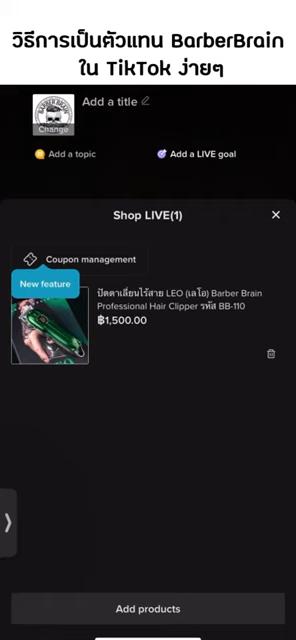 วิธีการเป็นตัวแทน BarberBrain
ใน TikTok ง่ายๆ
BARBER BRAIN
Change
Add a title
Add a topic
Add a LIVE goal
Shop LIVE(1)
Coupon management
New feature
ปัตตาเลี่ยนไร้สาย LEO (เลโอ) Barber Brain
Professional Hair Clipper รหัส BB-110
฿1,500.00
Add products